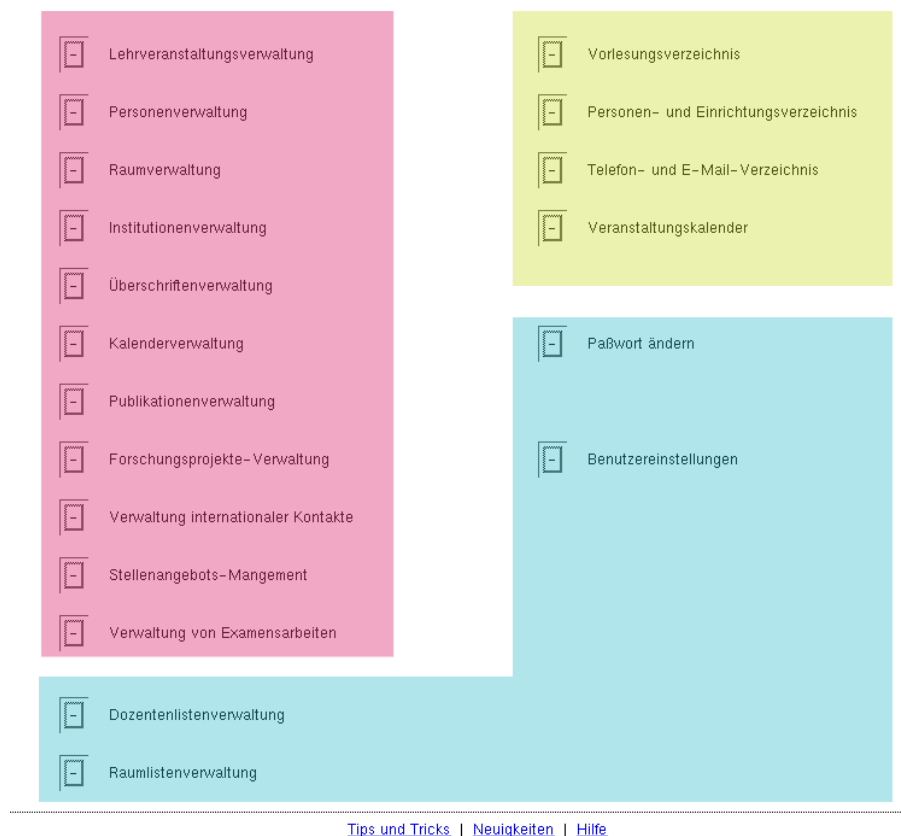 Lehrveranstaltungsverwaltung
Personenverwaltung
Raumverwaltung
Institutionenverwaltung
Überschriftenverwaltung
Kalenderverwaltung
Publikationenverwaltung
Forschungsprojekte-Verwaltung
Verwaltung internationaler Kontakte
Stellenangebots-Mangement
Verwaltung von Examensarbeiten
Vorlesungsverzeichnis
Personen- und Einrichtungsverzeichnis
Telefon- und E-Mail-Verzeichnis
Veranstaltungskalender
Paßwort ändern
Benutzereinstellungen
Dozentenlistenverwaltung
Raumlistenverwaltung
Tips und Tricks | Neuigkeiten | Hilfe